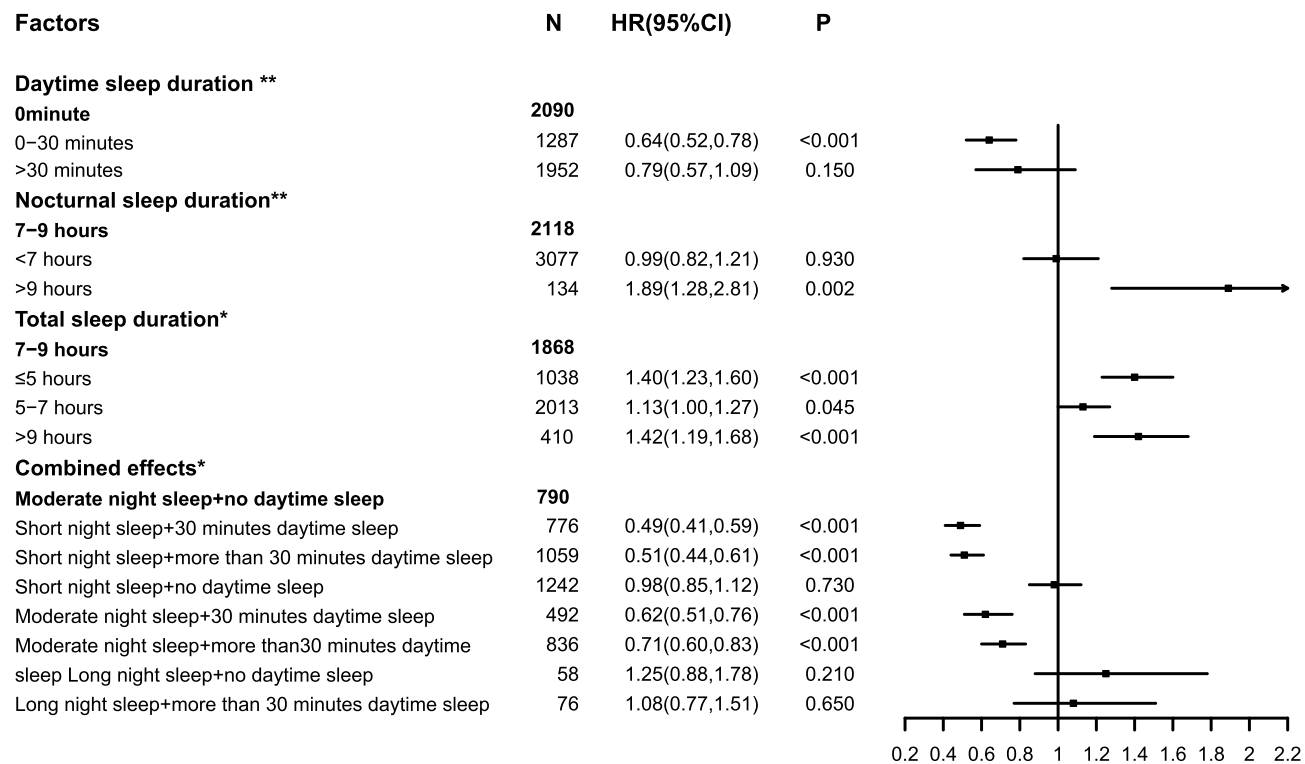 Factors N HR(95%CI) P
Daytime sleep duration **
0minute 2090
0−30 minutes 1287 0.64(0.52,0.78) <0.001
>30 minutes 1952 0.79(0.57,1.09) 0.150
Nocturnal sleep duration**
7−9 hours 2118
<7 hours 3077 0.99(0.82,1.21) 0.930
>9 hours 134 1.89(1.28,2.81) 0.002
Total sleep duration*
7−9 hours 1868
≤5 hours 1038 1.40(1.23,1.60) <0.001
5−7 hours 2013 1.13(1.00,1.27) 0.045
>9 hours 410 1.42(1.19,1.68) <0.001
Combined effects*
Moderate night sleep+no daytime sleep 790
Short night sleep+30 minutes daytime sleep 776 0.49(0.41,0.59) <0.001
Short night sleep+more than 30 minutes daytime sleep 1059 0.51(0.44,0.61) <0.001
Short night sleep+no daytime sleep 1242 0.98(0.85,1.12) 0.730
Moderate night sleep+30 minutes daytime sleep 492 0.62(0.51,0.76) <0.001
Moderate night sleep+more than30 minutes daytime 836 0.71(0.60,0.83) <0.001
sleep Long night sleep+no daytime sleep 58 1.25(0.88,1.78) 0.210
Long night sleep+more than 30 minutes daytime sleep 76 1.08(0.77,1.51) 0.650
0.2 0.4 0.6 0.8 1 1.2 1.4 1.6 1.8 2 2.2